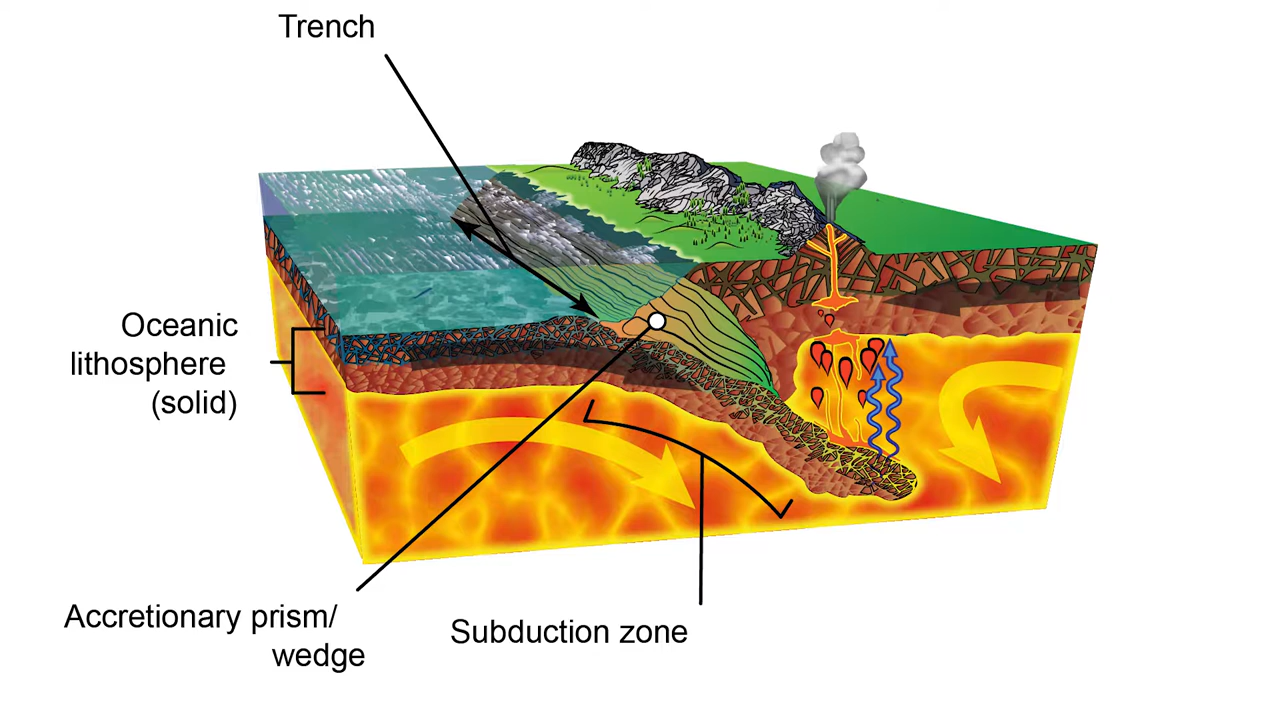 Trench
Oceanic
lithosphere
(solid)
Accretionary prism/
wedge
Subduction zone